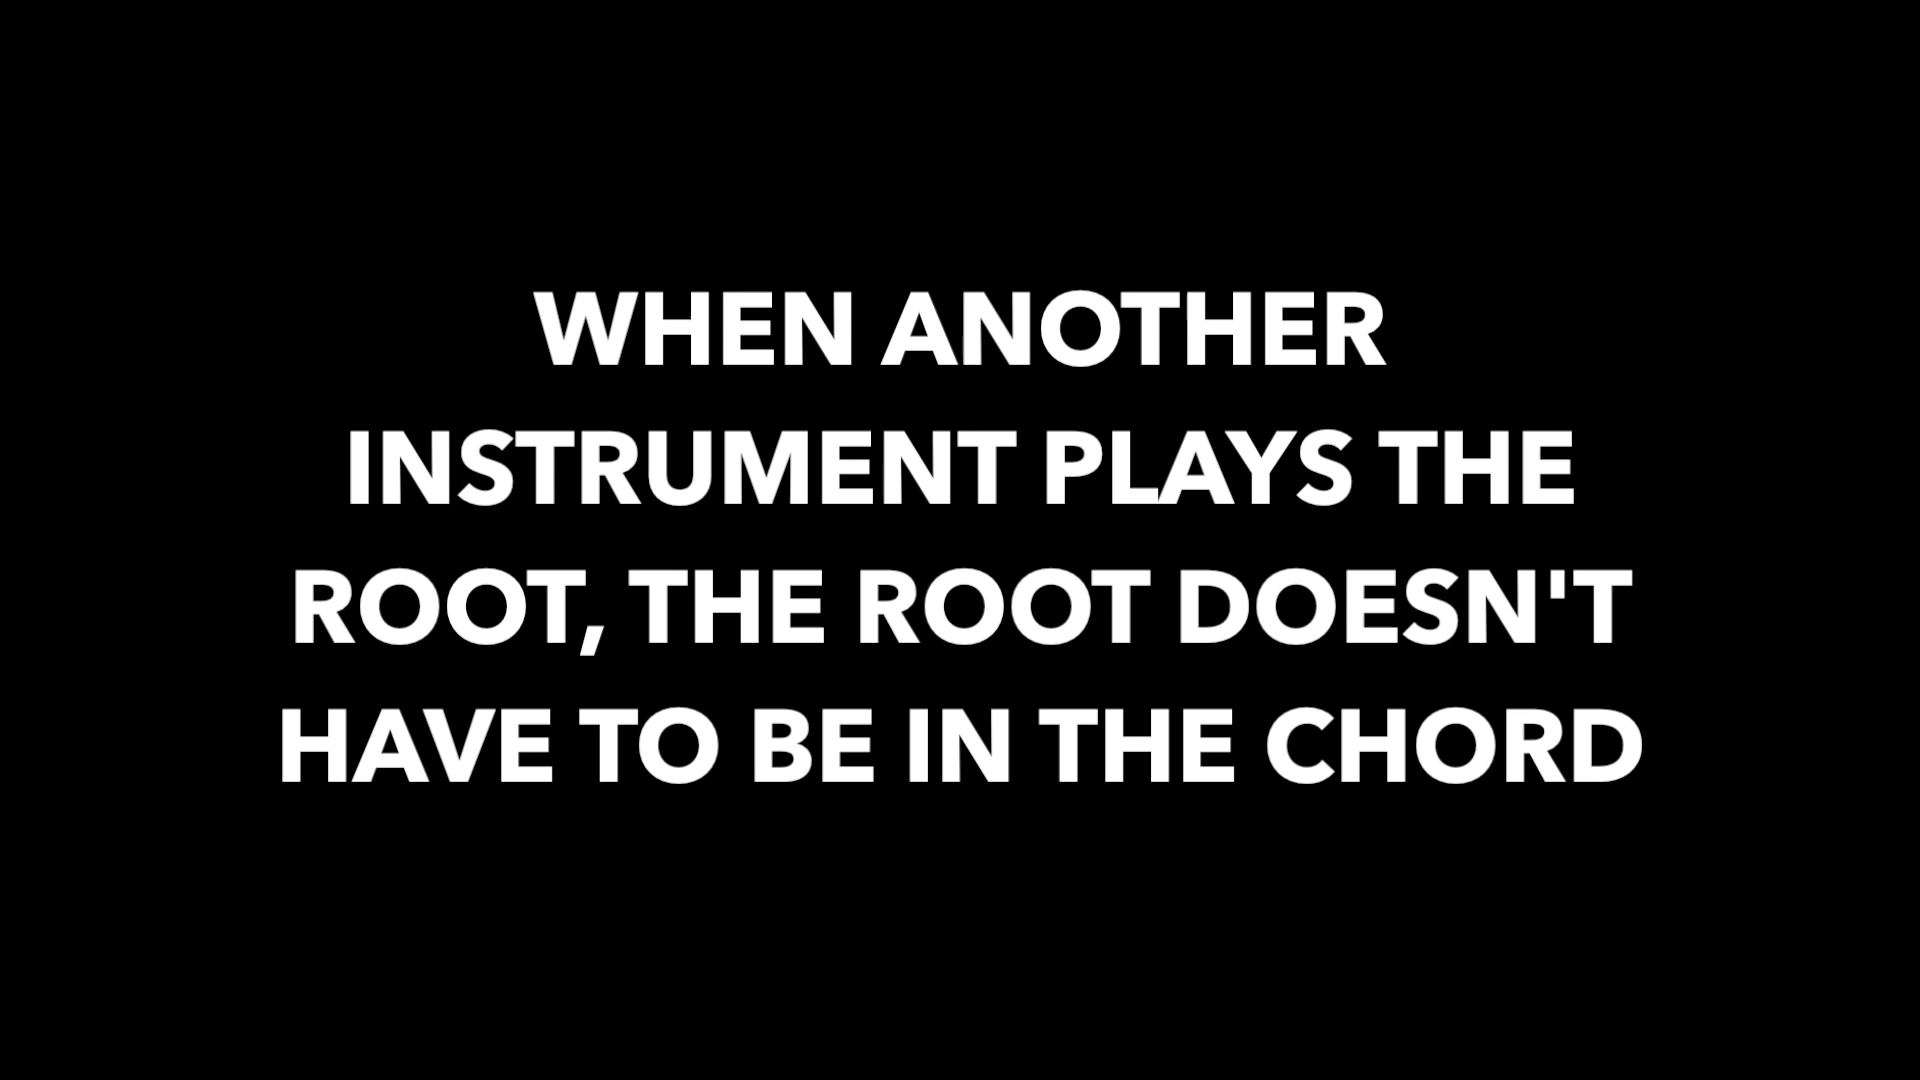 WHEN ANOTHER
INSTRUMENT PLAYS THE
ROOT, THE ROOT DOESN'T
HAVE TO BE IN THE CHORD